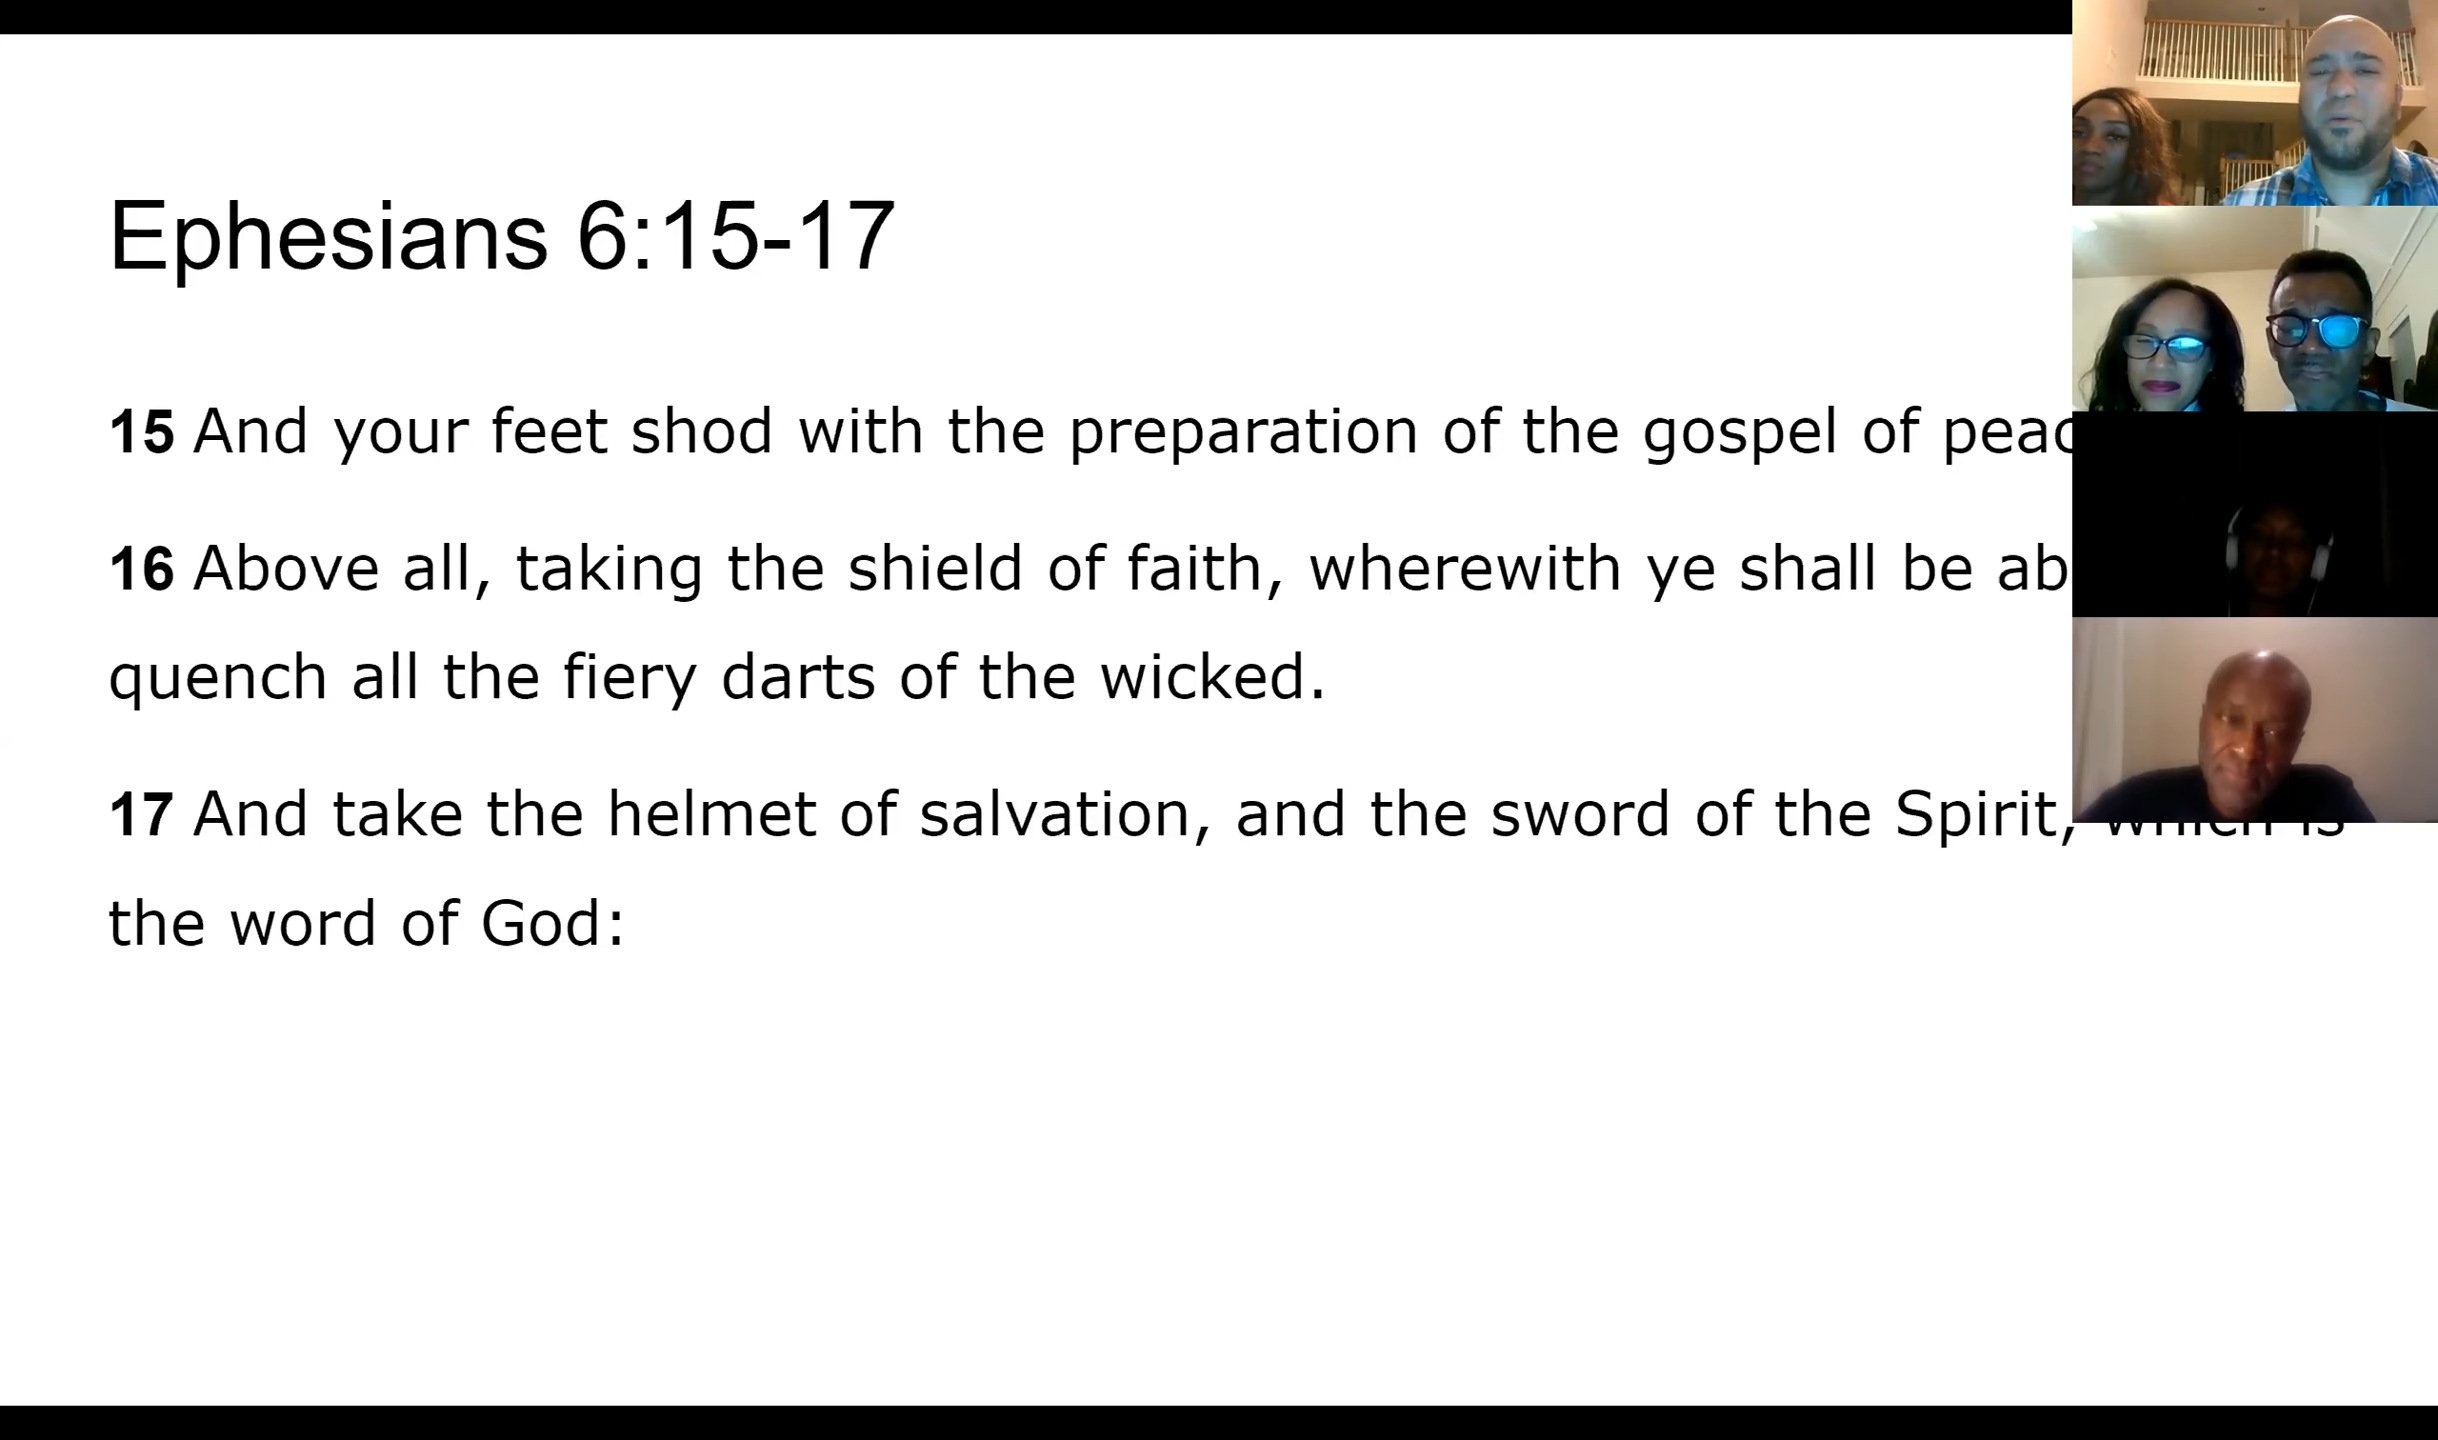 Ephesians 6:15-17
15 And your feet shod with the preparation of the gospel of peac
16 Above all, taking the shield of faith, wherewith ye shall be ab
quench all the fiery darts of the wicked.
17 And take the helmet of salvation, and the sword of the Spirit, which is
the word of God: